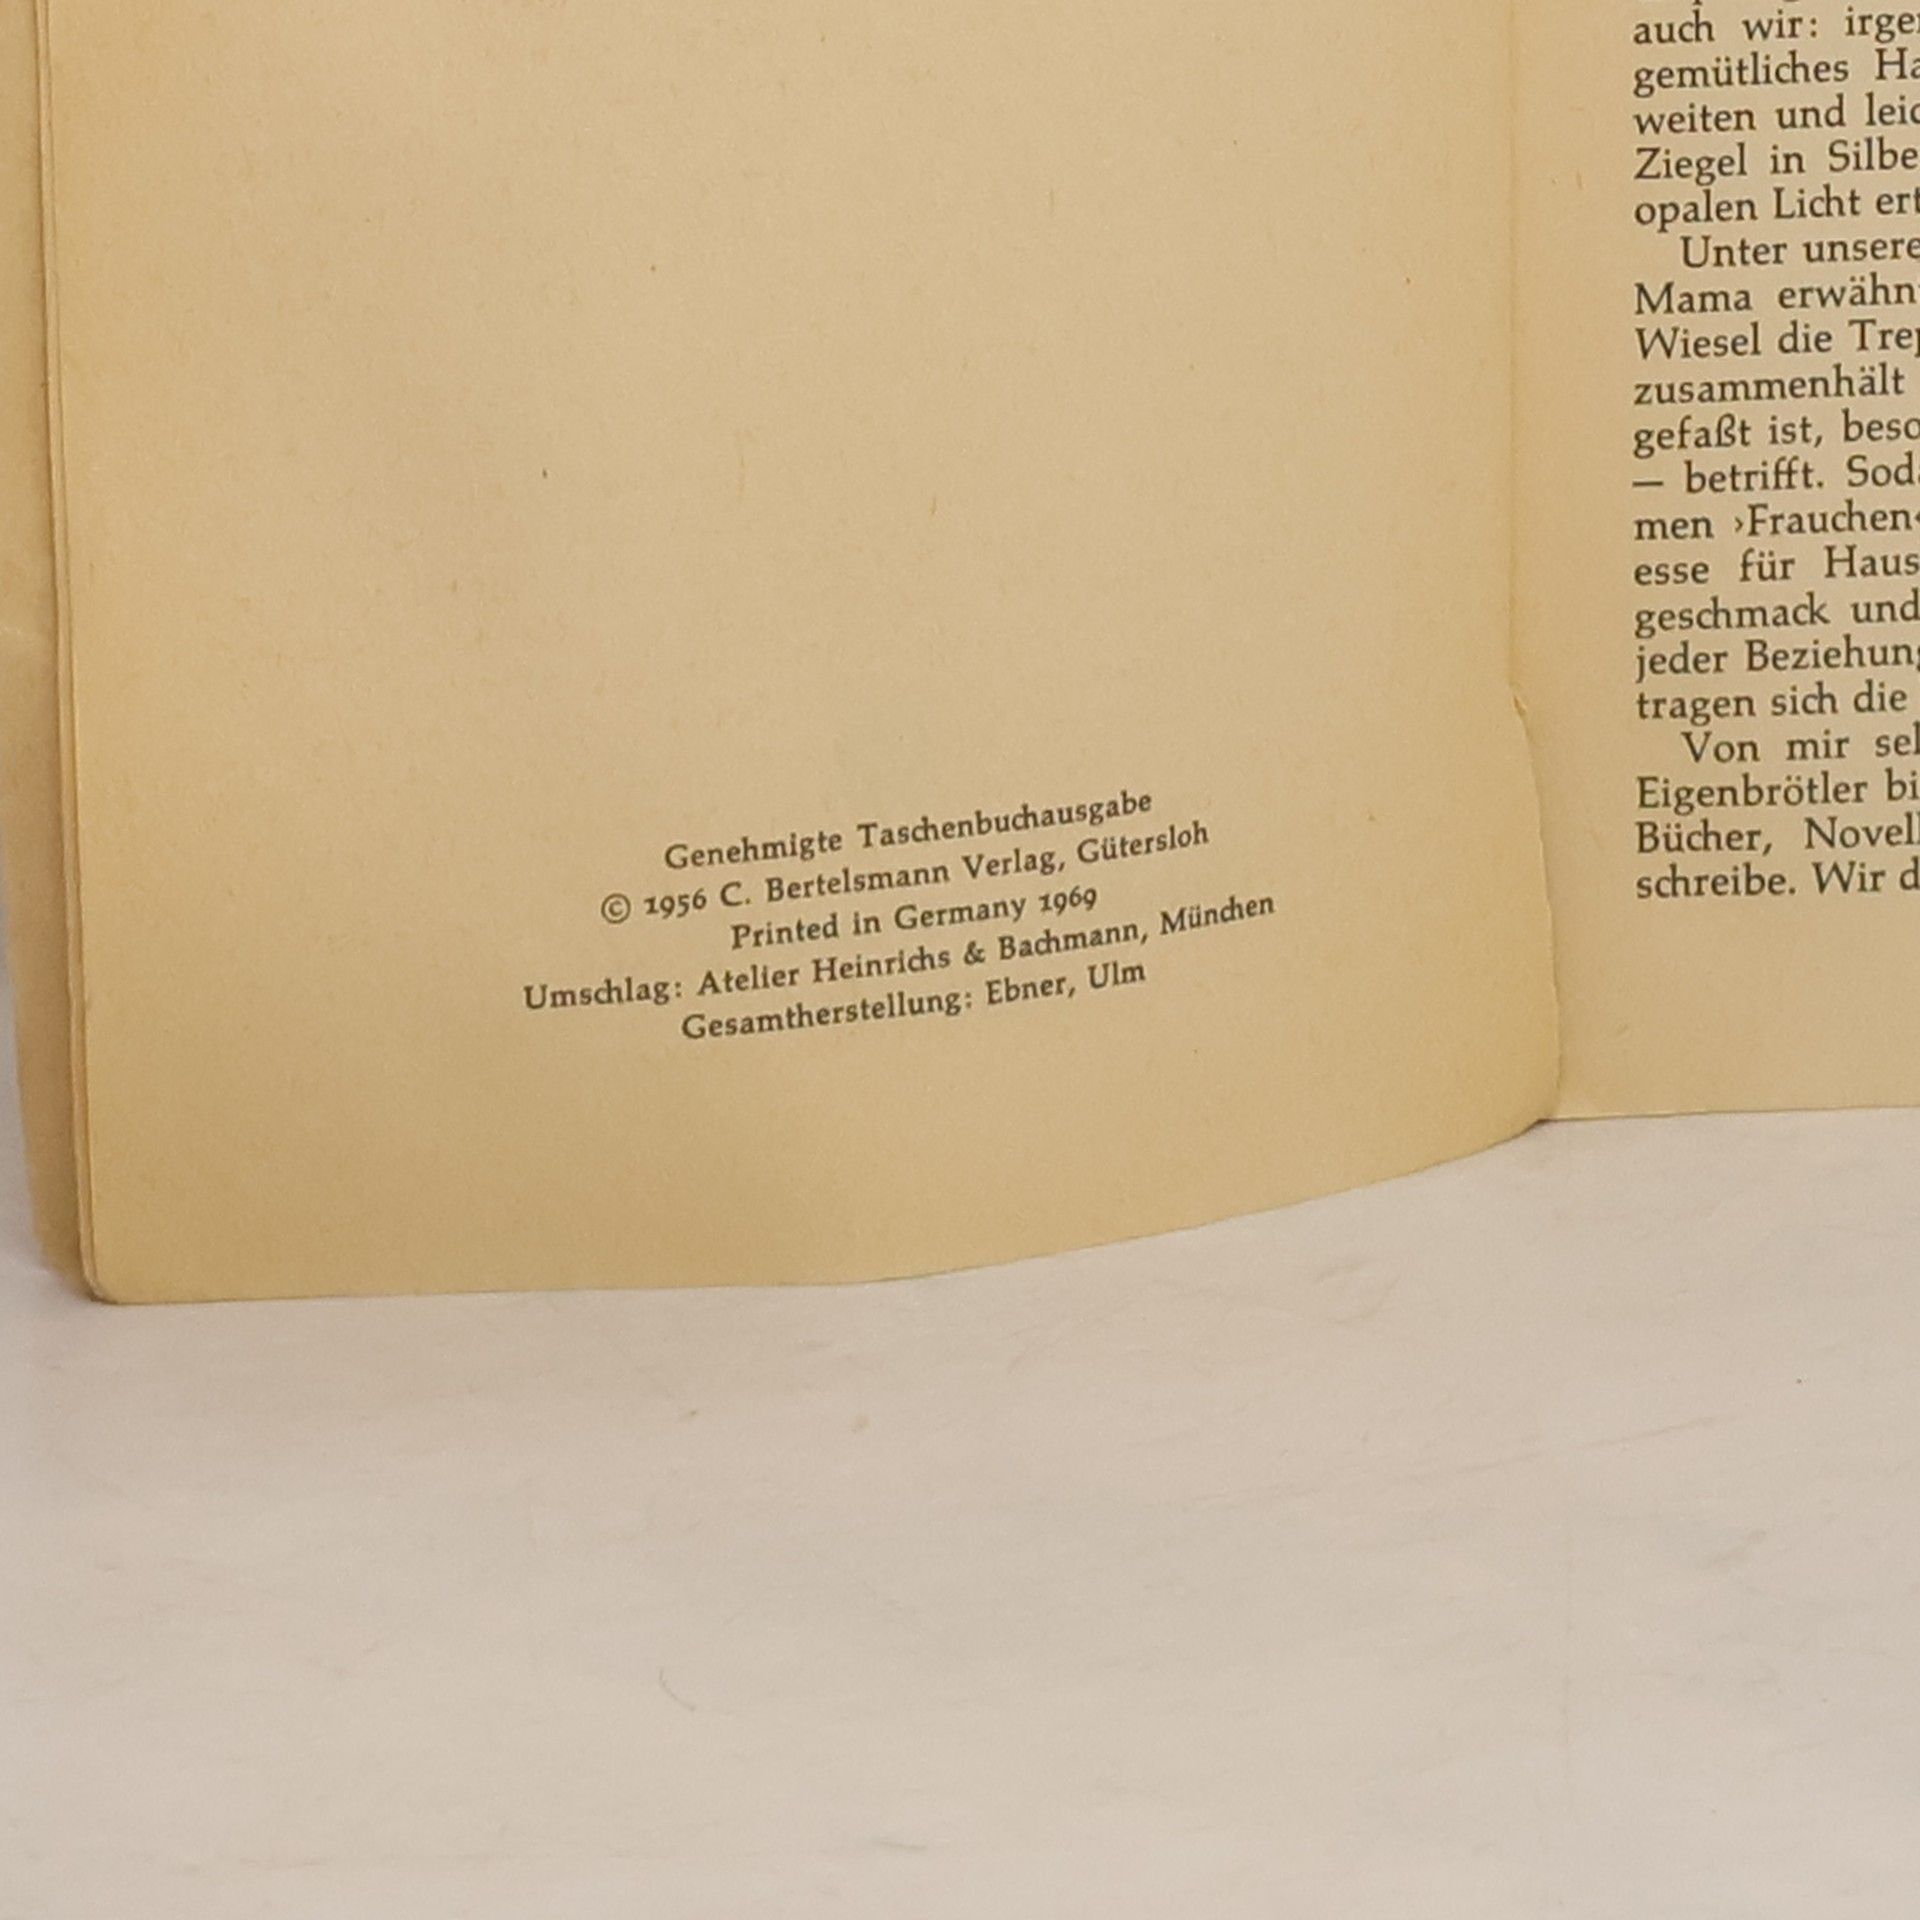 Genehmigte Taschenbuchausgabe
© 1956 C. Bertelsmann Verlag, Gütersloh
Printed in Germany 1969
Umschlag: Atelier Heinrichs & Bachmann, München
Gesamtherstellung: Ebner, Ulm
auch wir:
gemütliches
weiten und
Ziegel in
opalen Licht
Unter
Mama
Wiesel die
zusammenhält
gefaßt ist,
— betrifft.
men ›Frauchen‹
esse für
geschmack und
jeder
tragen sich die
Von mir
Eigenbrötler
Bücher,
schreibe. Wir